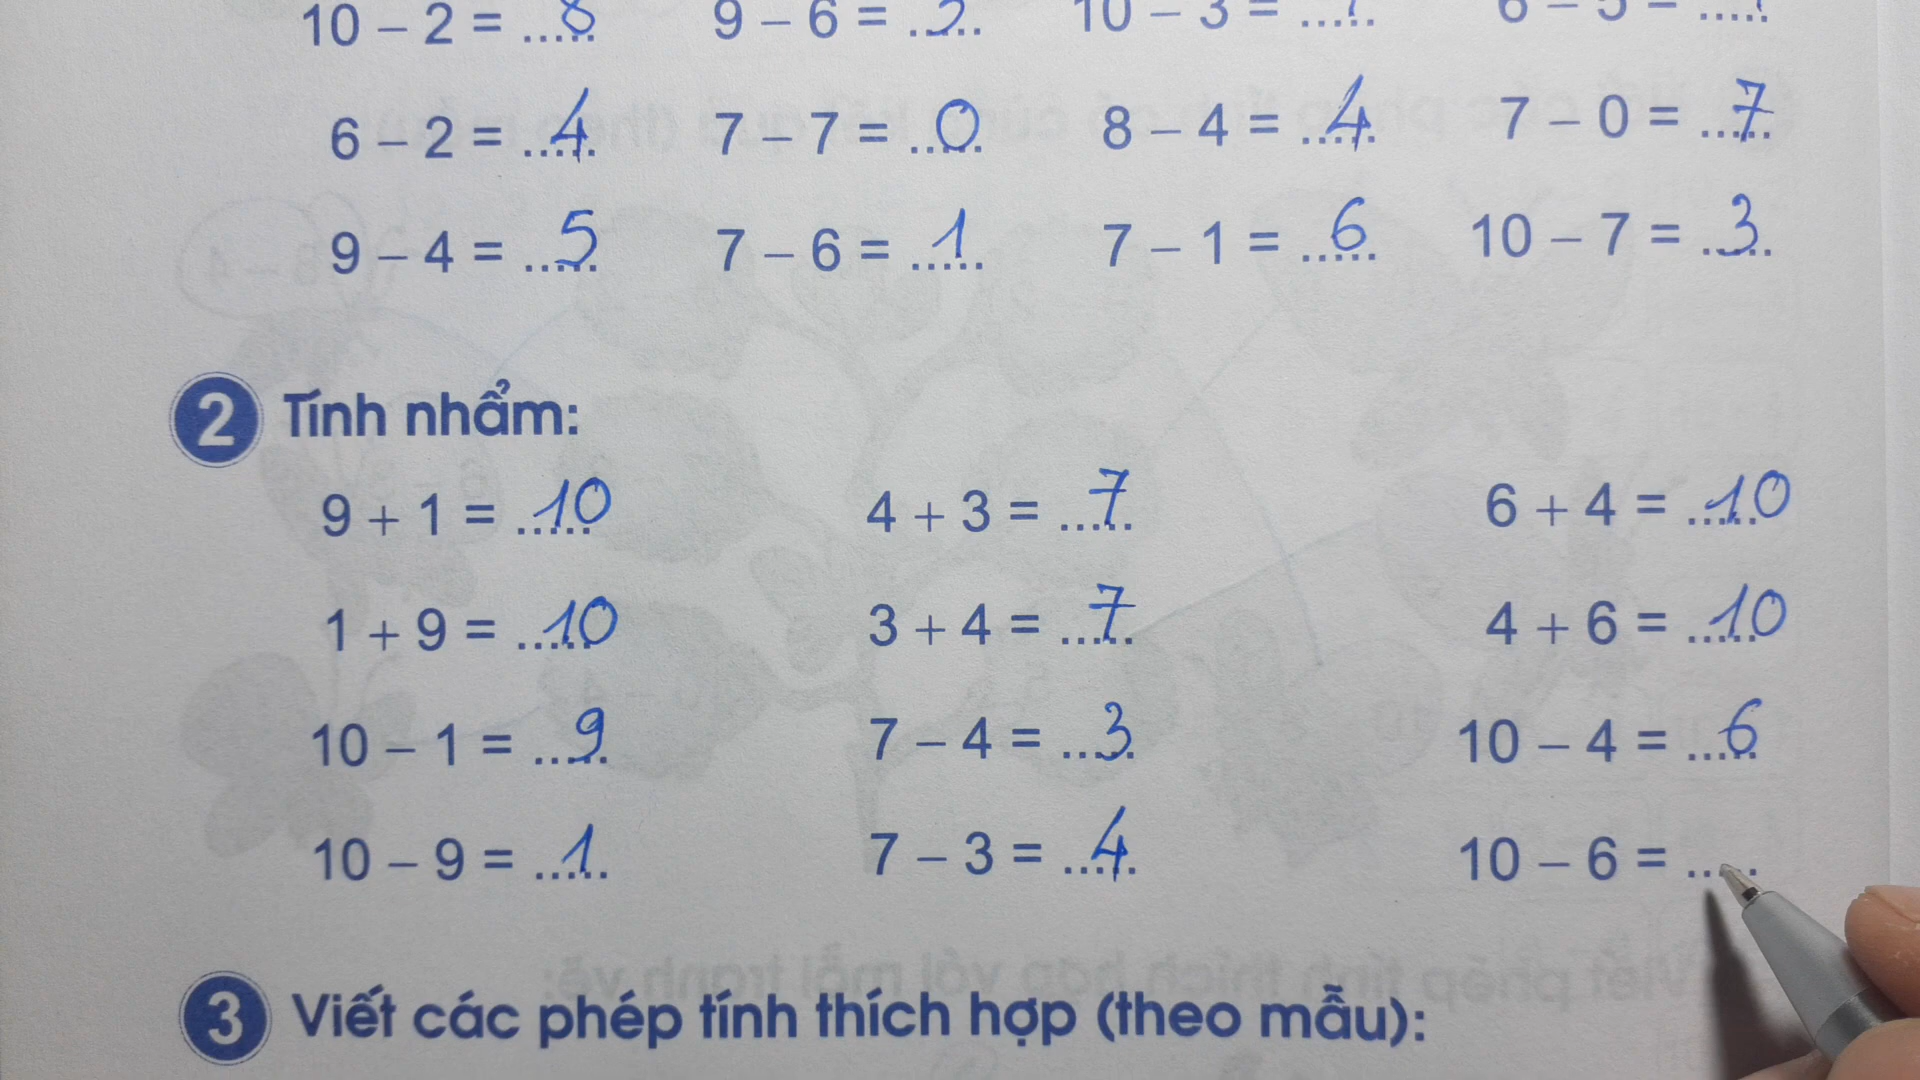 10 – 2 = 8 9 – 6 = 3 10 – 3 = 6 – 5 =
6 – 2 = 4 7 – 7 = 0 8 – 4 = 4 7 – 0 = 7
9 – 4 = 5 7 – 6 = 1 7 – 1 = 6 10 – 7 = 3
2 Tính nhẩm:
9 + 1 = 10 4 + 3 = 7 6 + 4 = 10
1 + 9 = 10 3 + 4 = 7 4 + 6 = 10
10 – 1 = 9 7 – 4 = 3 10 – 4 = 6
10 – 9 = 1 7 – 3 = 4 10 – 6 = .....
3 Viết các phép tính thích hợp (theo mẫu):